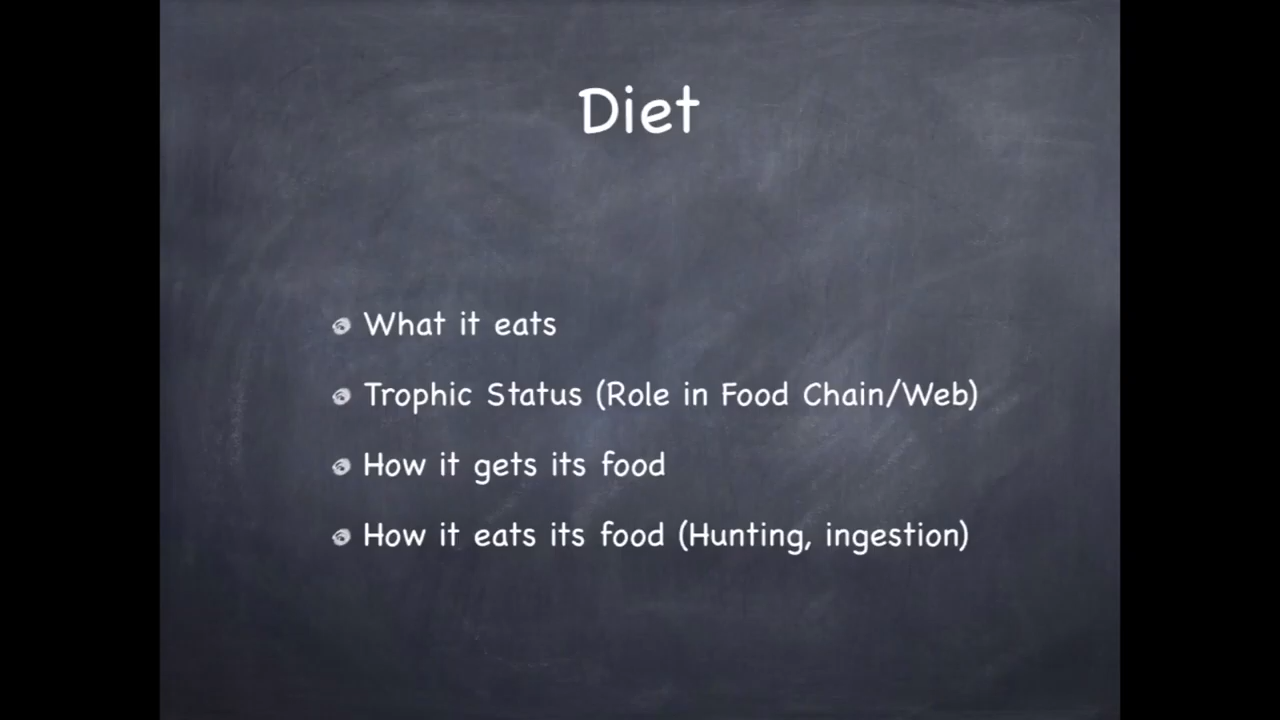 Diet
What it eats
Trophic Status (Role in Food Chain/Web)
How it gets its food
How it eats its food (Hunting, ingestion)